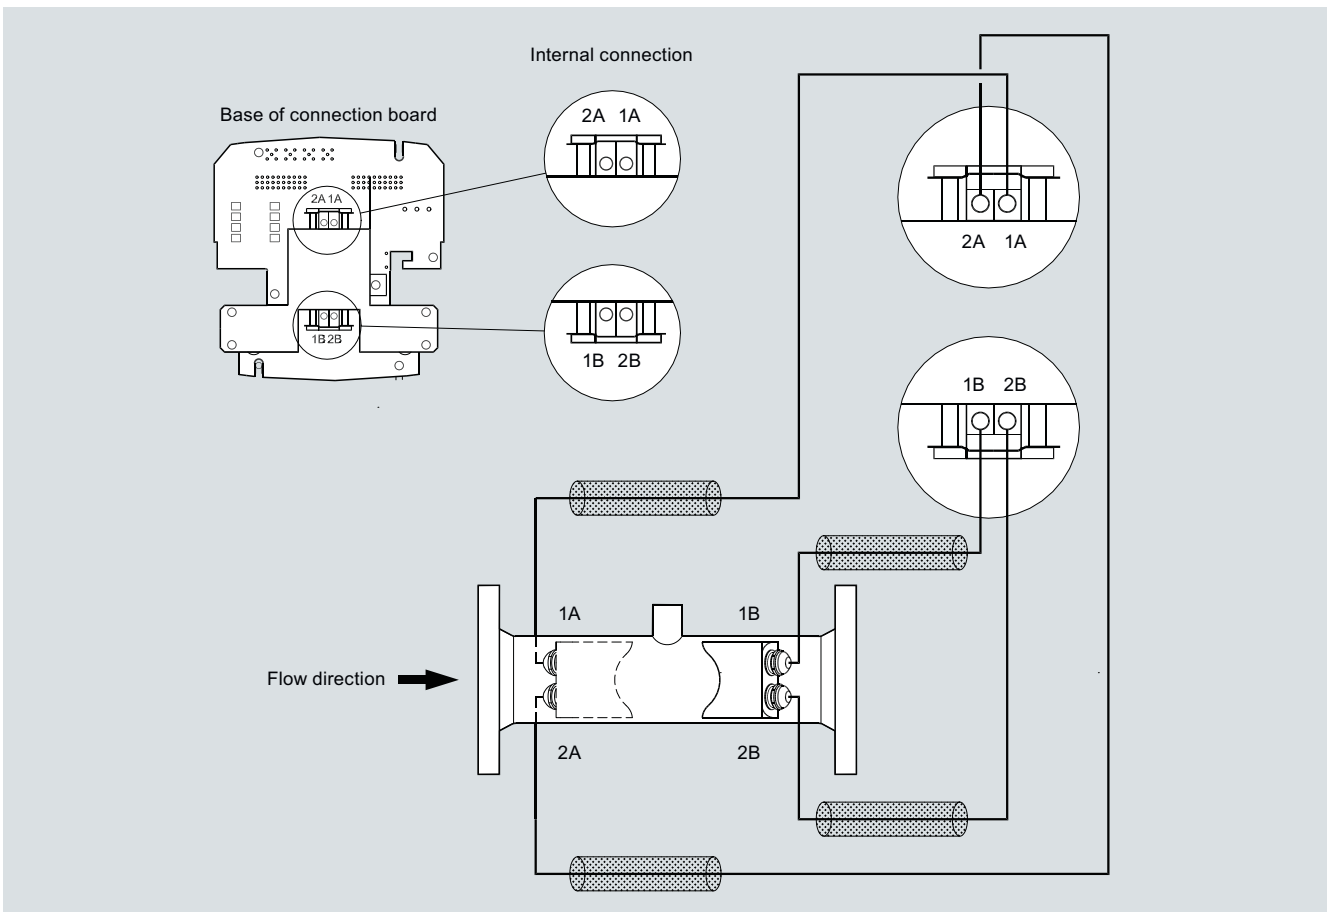 Internal connection
Base of connection board
2A 1A
2A 1A
1B 2B
1B 2B
2A 1A
1B 2B
1A
1B
Flow direction
2A
2B